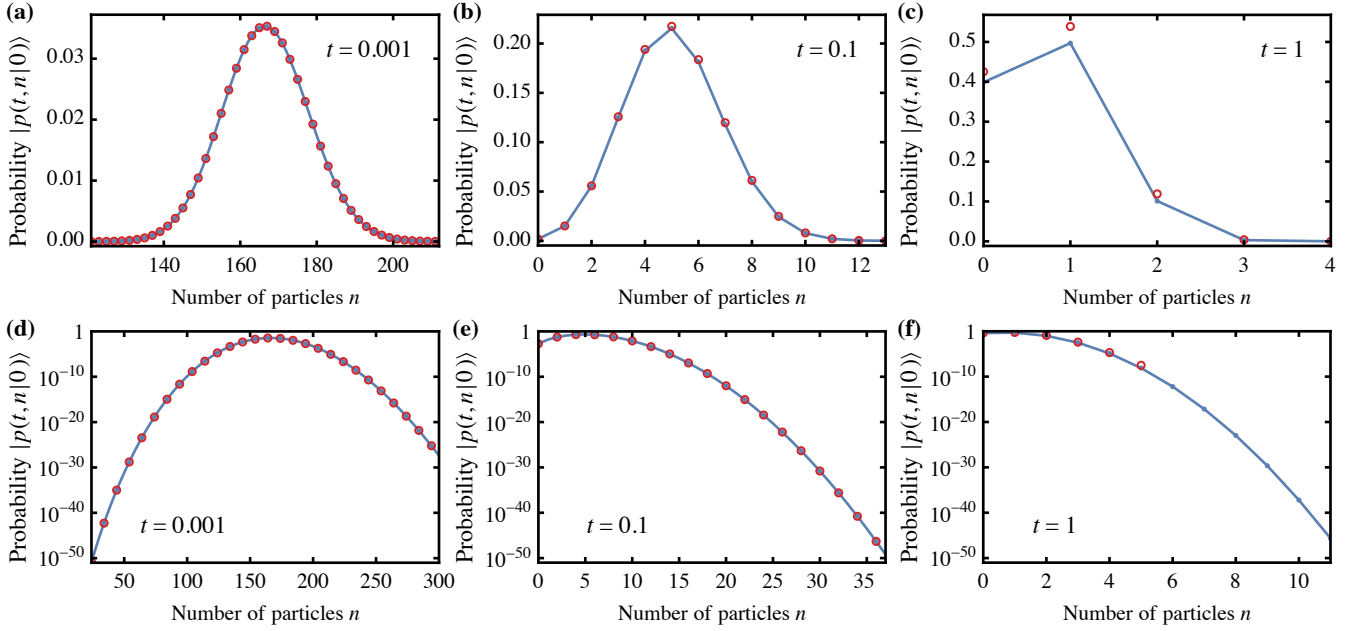 (a)
Probability |p(t,n|0)⟩
0.03
0.02
0.01
0.00
t = 0.001
140 160 180 200
Number of particles n
(b)
Probability |p(t,n|0)⟩
0.20
0.15
0.10
0.05
0.00
t = 0.1
0 2 4 6 8 10 12
Number of particles n
(c)
Probability |p(t,n|0)⟩
0.5
0.4
0.3
0.2
0.1
0.0
t = 1
0 1 2 3 4
Number of particles n
(d)
Probability |p(t,n|0)⟩
1
10⁻¹⁰
10⁻²⁰
10⁻³⁰
10⁻⁴⁰
10⁻⁵⁰
t = 0.001
50 100 150 200 250 300
Number of particles n
(e)
Probability |p(t,n|0)⟩
1
10⁻¹⁰
10⁻²⁰
10⁻³⁰
10⁻⁴⁰
10⁻⁵⁰
t = 0.1
0 5 10 15 20 25 30 35
Number of particles n
(f)
Probability |p(t,n|0)⟩
1
10⁻¹⁰
10⁻²⁰
10⁻³⁰
10⁻⁴⁰
10⁻⁵⁰
t = 1
0 2 4 6 8 10
Number of particles n